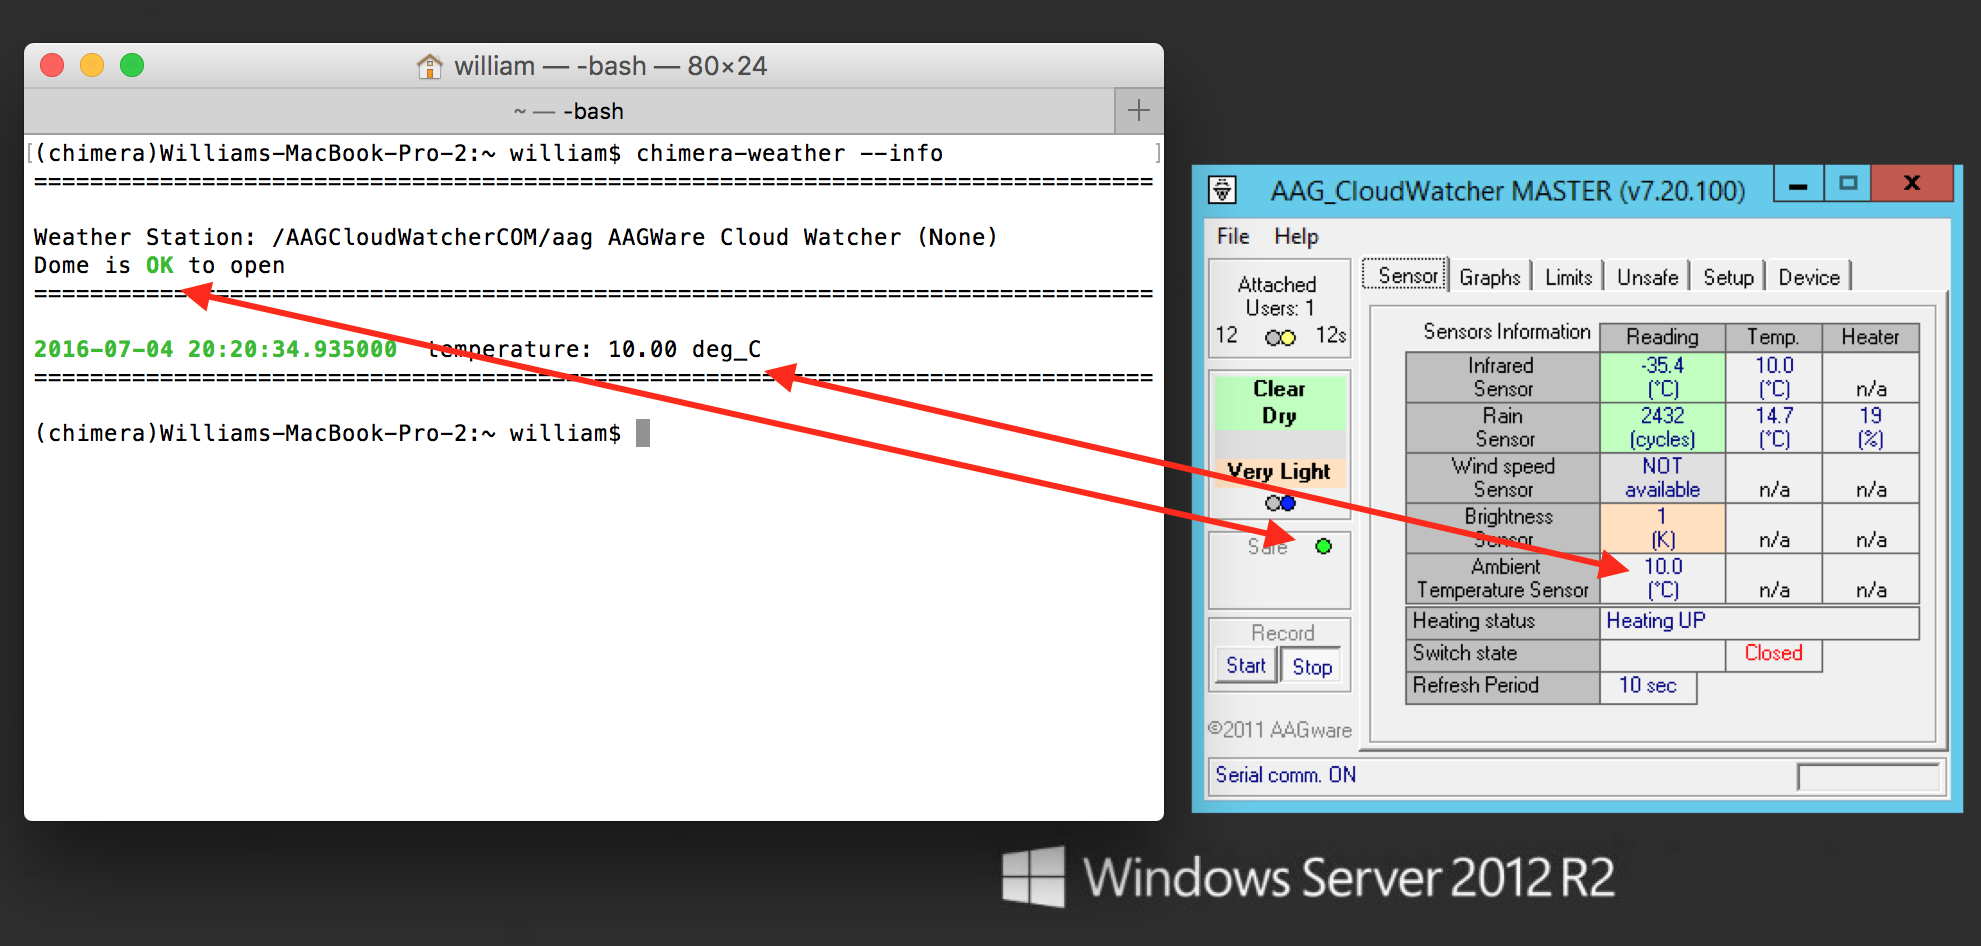 william — -bash — 80×24
~ — -bash
+
[(chimera)Williams-MacBook-Pro-2:~ william$ chimera-weather --info ]
================================================================================
Weather Station: /AAGCloudWatcherCOM/aag AAGWare Cloud Watcher (None)
Dome is OK to open
================================================================================
2016-07-04 20:20:34.935000 temperature: 10.00 deg_C
================================================================================
(chimera)Williams-MacBook-Pro-2:~ william$
AAG_CloudWatcher MASTER (v7.20.100)
File Help
Attached
Users: 1
12 12s
Clear
Dry
Very Light
Safe
Record
Start Stop
©2011 AAGware
Sensor Graphs Limits Unsafe Setup Device
Sensors Information Reading Temp. Heater
Infrared -35.4 10.0
Sensor (°C) (°C) n/a
Rain 2432 14.7 19
Sensor (cycles) (°C) (%)
Wind speed NOT
Sensor available n/a n/a
Brightness 1
Sensor (K) n/a n/a
Ambient 10.0
Temperature Sensor (°C) n/a n/a
Heating status Heating UP
Switch state Closed
Refresh Period 10 sec
Serial comm. ON
Windows Server 2012 R2